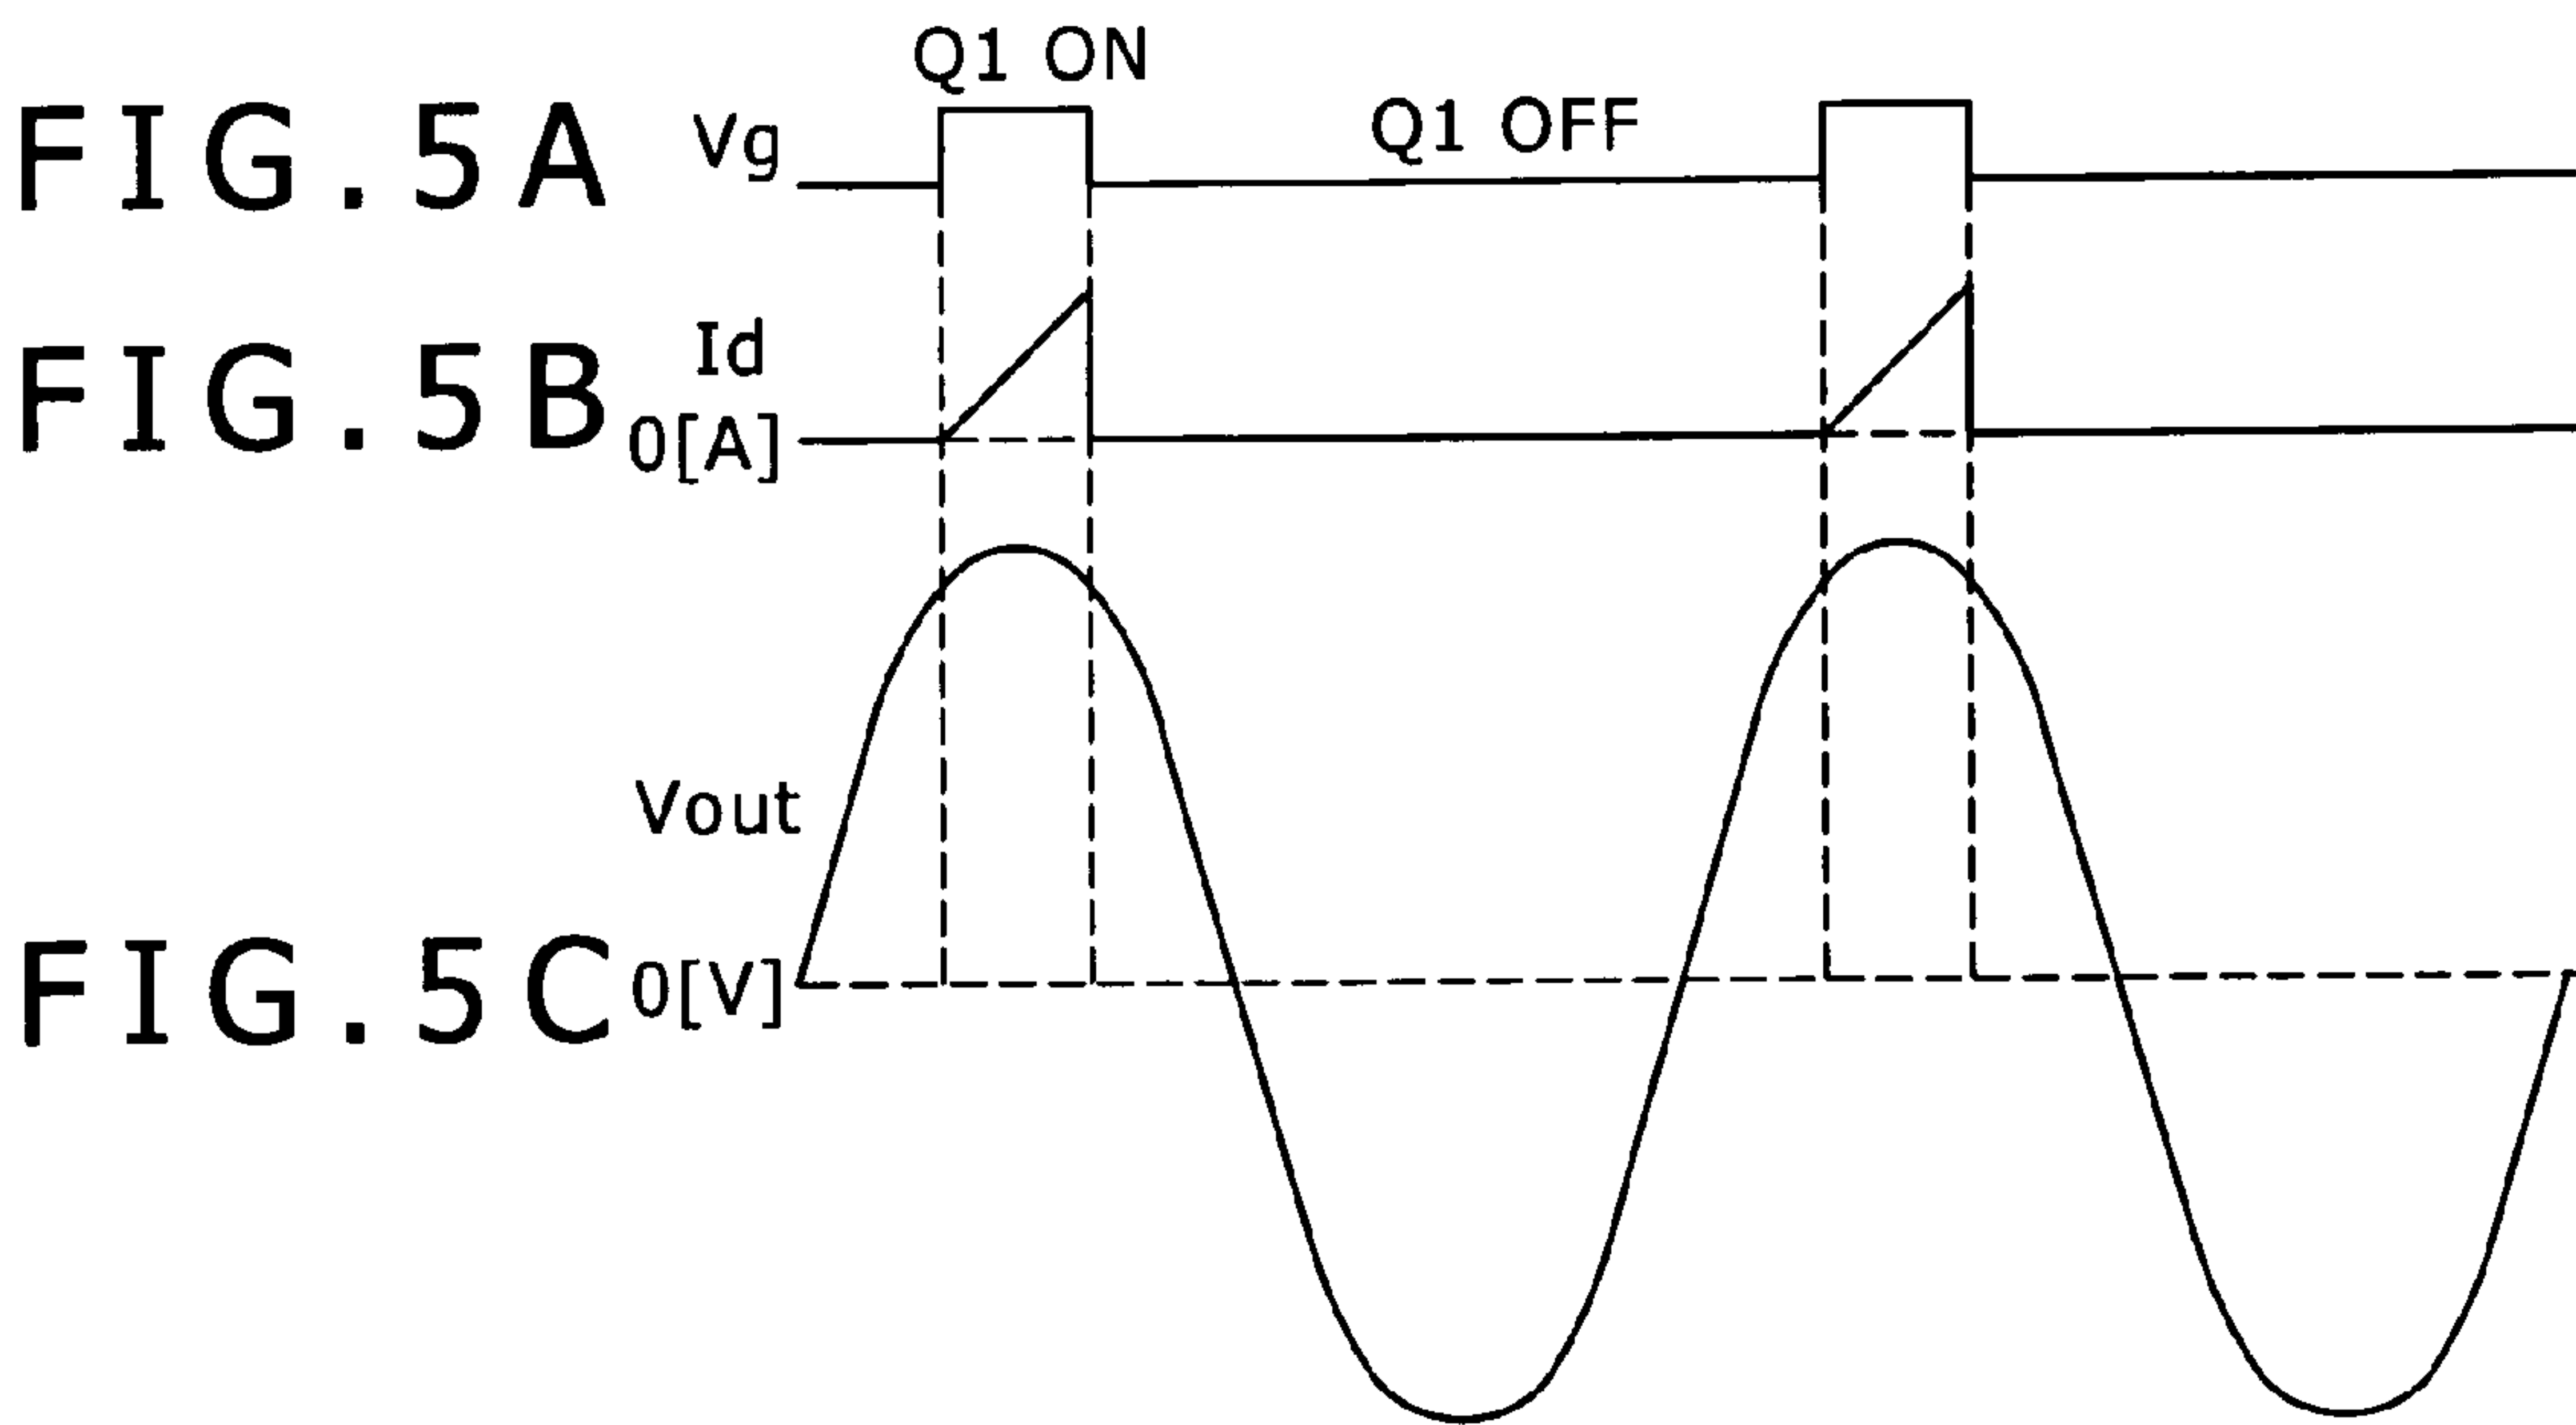 Q1 ON
FIG.5A Vg Q1 OFF
FIG.5B Id
0[A]
Vout
FIG.5C 0[V]